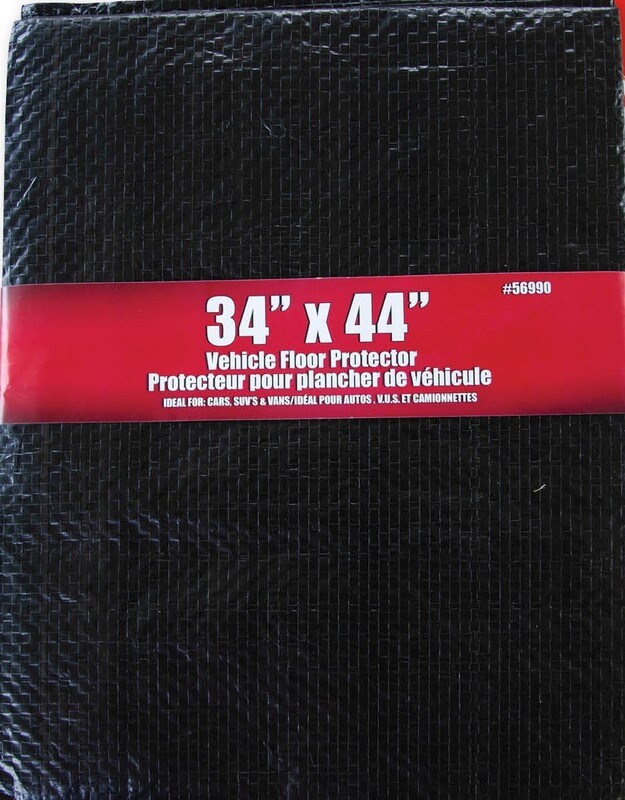 #56990
34” x 44”
Vehicle Floor Protector
Protecteur pour plancher de véhicule
IDEAL FOR: CARS, SUV'S & VANS/IDÉAL POUR AUTOS , V.U.S. ET CAMIONNETTES